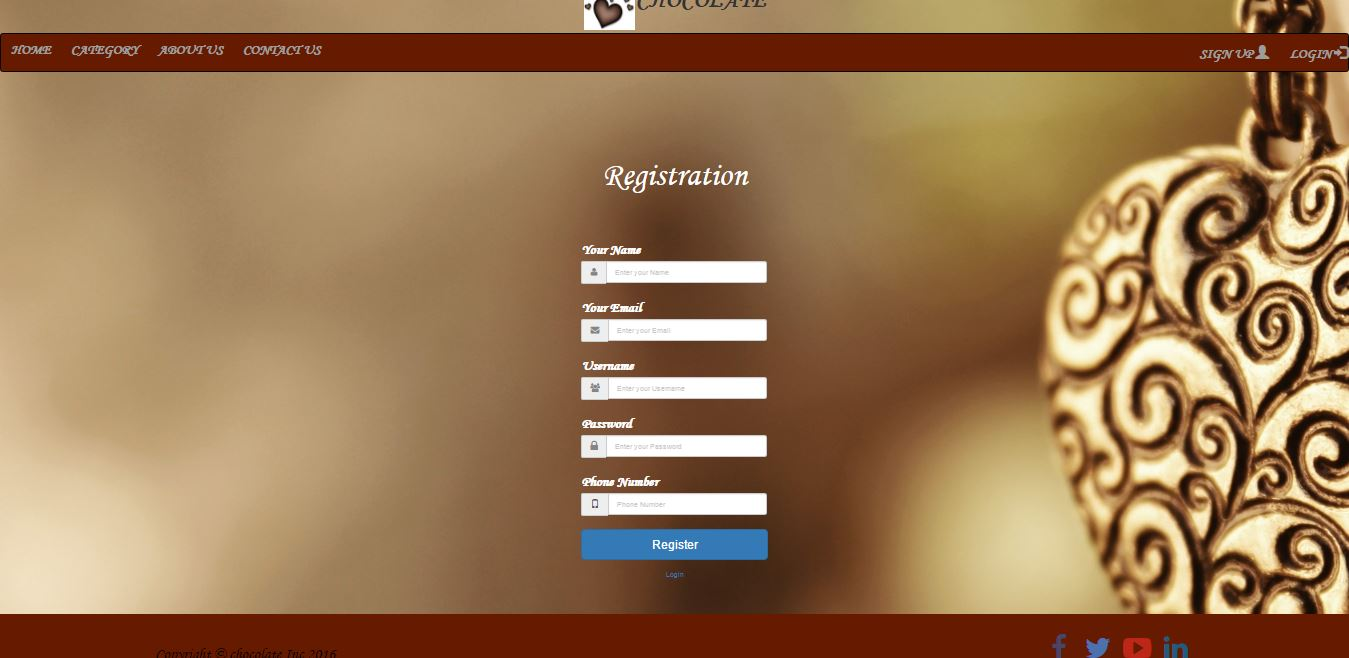 CHOCOLATE
HOME CATEGORY ABOUT US CONTACT US SIGN UP LOGIN
Registration
Your Name
Enter your Name
Your Email
Enter your Email
Username
Enter your Username
Password
Enter your Password
Phone Number
Phone Number
Register
Login
Copyright © chocolate Inc 2016